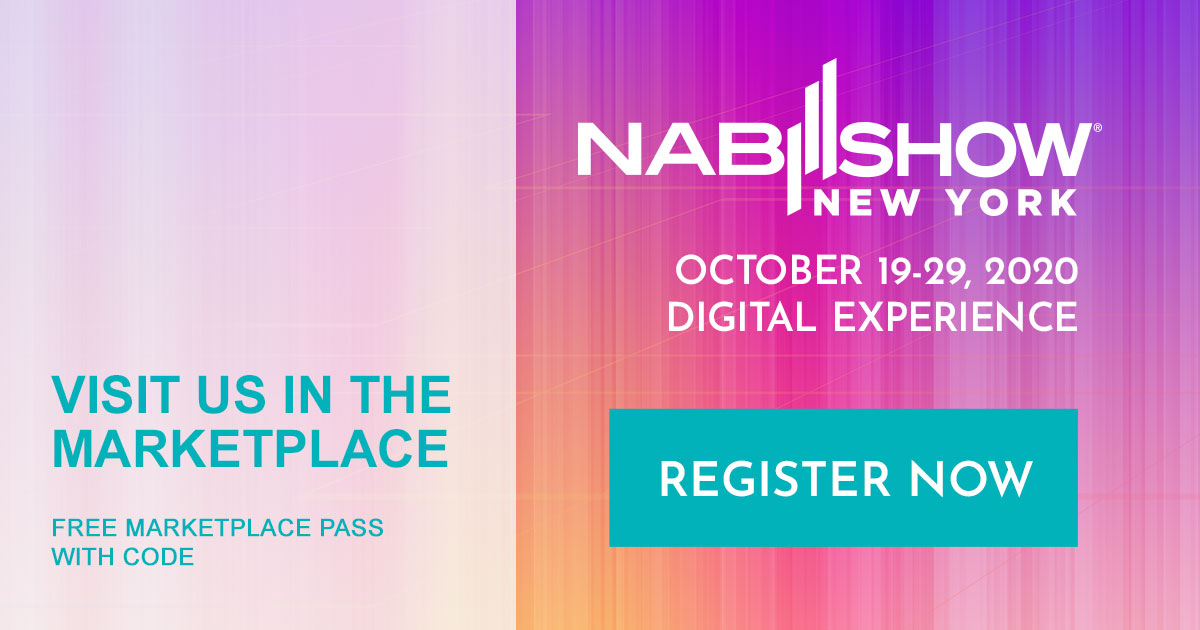 VISIT US IN THE
MARKETPLACE
FREE MARKETPLACE PASS
WITH CODE
NAB SHOW®
NEW YORK
OCTOBER 19-29, 2020
DIGITAL EXPERIENCE
REGISTER NOW